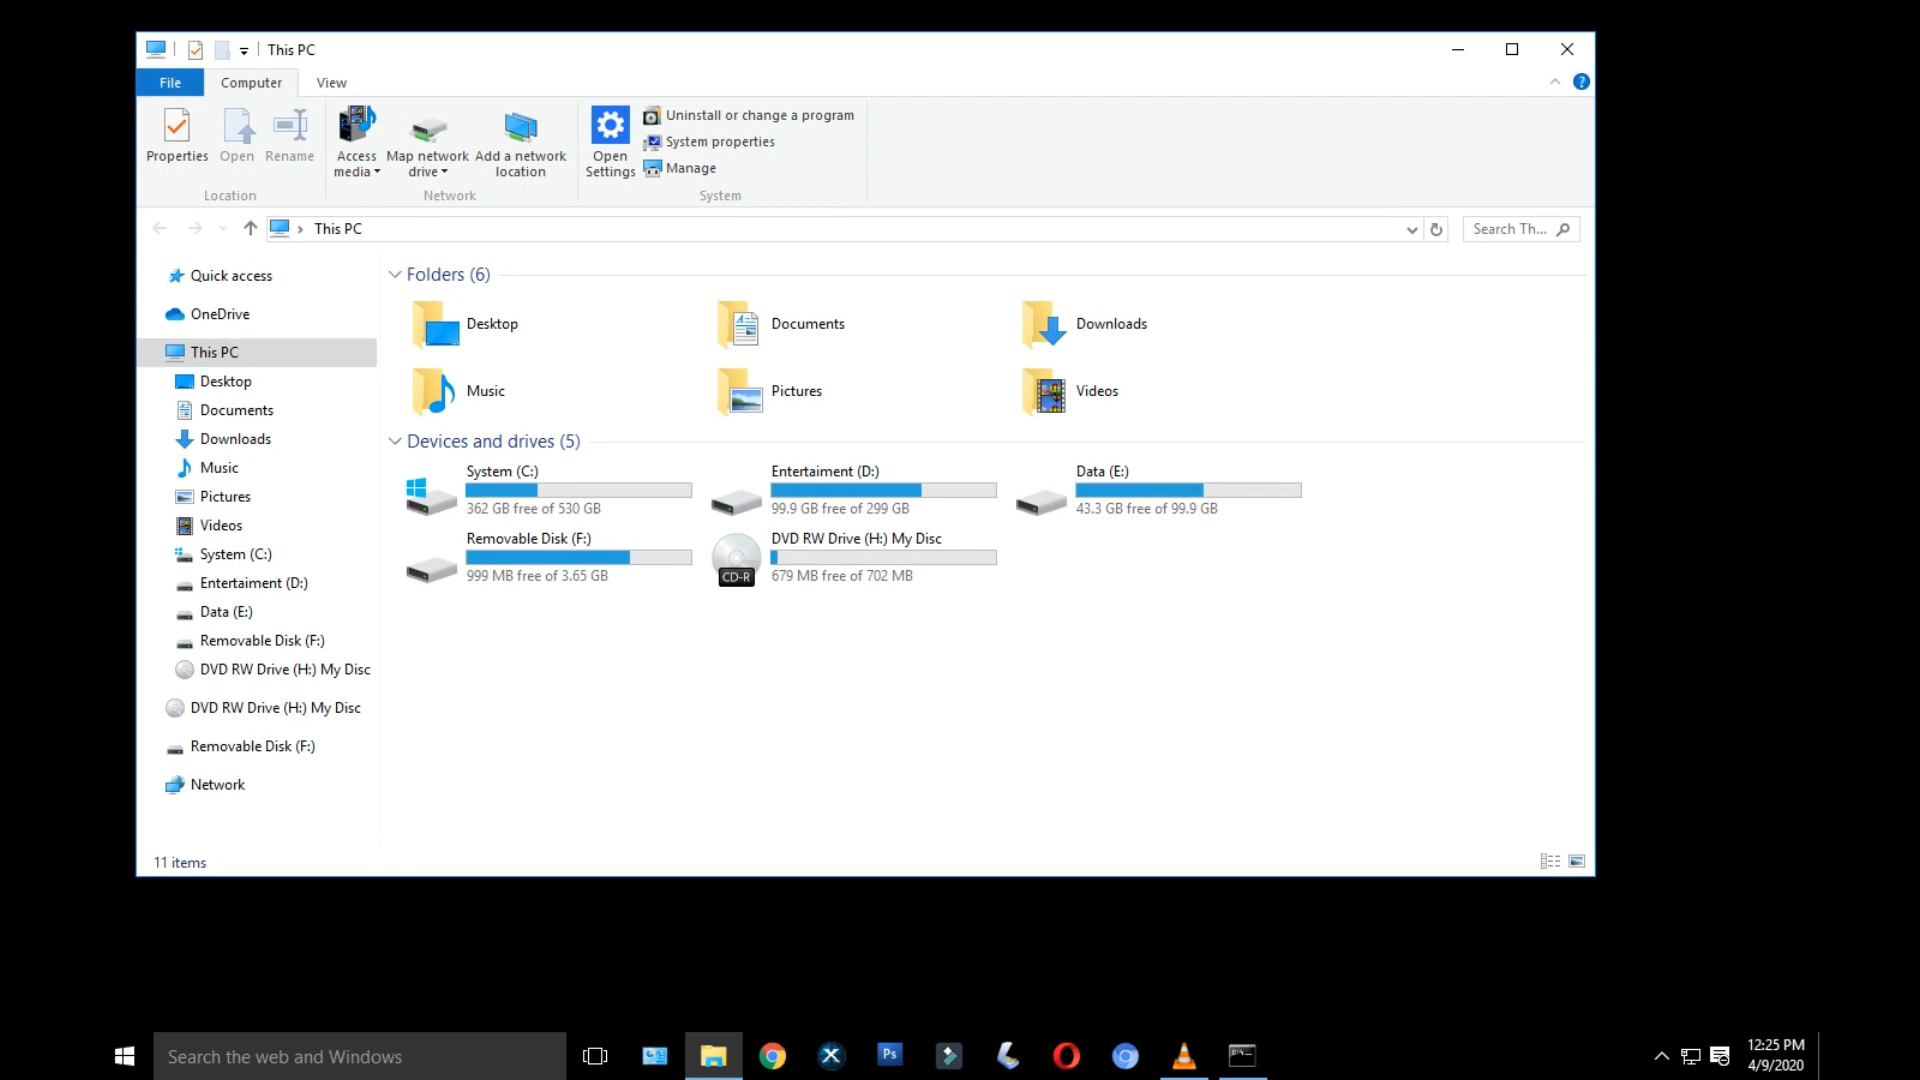 This PC
File
Computer
View
Properties
Open
Rename
Access
media
Map network
drive
Add a network
location
Open
Settings
Uninstall or change a program
System properties
Manage
Location
Network
System
This PC
Search Th...
Quick access
OneDrive
This PC
Desktop
Documents
Downloads
Music
Pictures
Videos
System (C:)
Entertaiment (D:)
Data (E:)
Removable Disk (F:)
DVD RW Drive (H:) My Disc
DVD RW Drive (H:) My Disc
Removable Disk (F:)
Network
Folders (6)
Desktop
Documents
Downloads
Music
Pictures
Videos
Devices and drives (5)
System (C:)
362 GB free of 530 GB
Entertaiment (D:)
99.9 GB free of 299 GB
Data (E:)
43.3 GB free of 99.9 GB
Removable Disk (F:)
999 MB free of 3.65 GB
CD-R
DVD RW Drive (H:) My Disc
679 MB free of 702 MB
11 items
Search the web and Windows
Ps
12:25 PM
4/9/2020